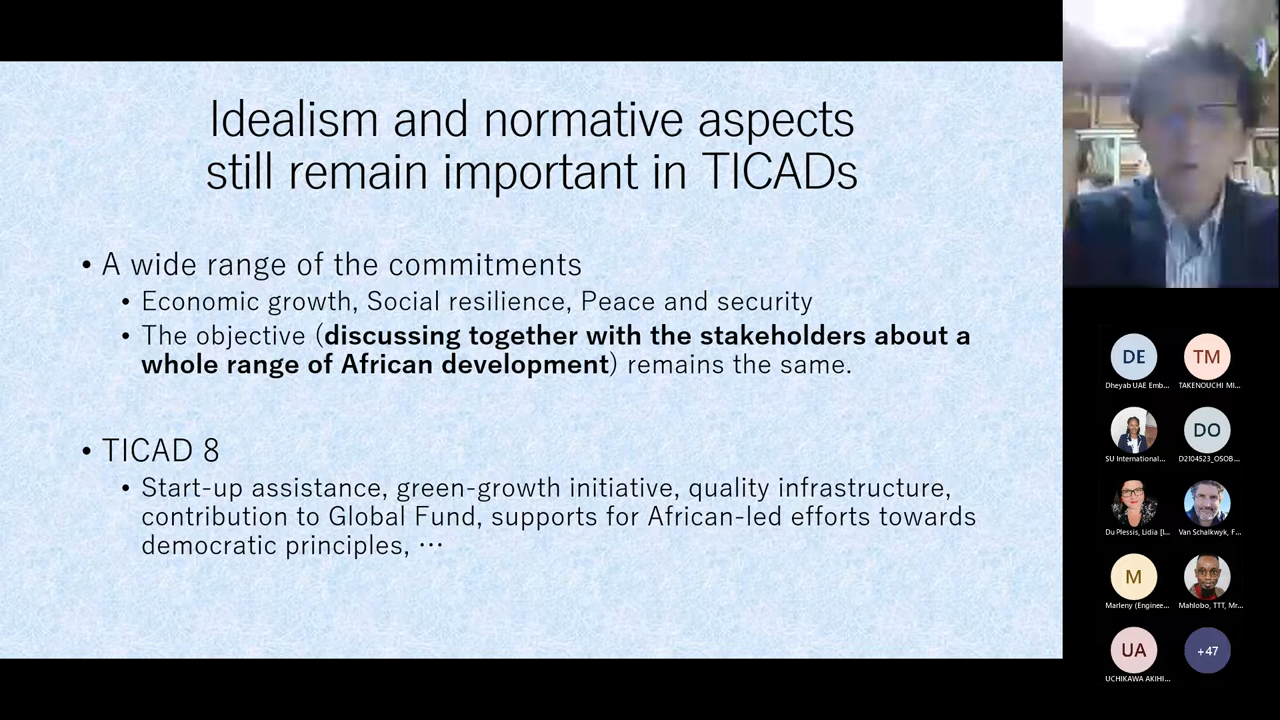 Idealism and normative aspects
still remain important in TICADs
• A wide range of the commitments
• Economic growth, Social resilience, Peace and security
• The objective (discussing together with the stakeholders about a
whole range of African development) remains the same.
• TICAD 8
• Start-up assistance, green-growth initiative, quality infrastructure,
contribution to Global Fund, supports for African-led efforts towards
democratic principles, ⋯
DE
TM
Dheyab UAE Emb...
TAKENOUCHI MI...
DO
SU International...
D2104523_OSOB...
Du Plessis, Lidia [l...
Van Schalkwyk, F...
M
Marleny (Enginee...
Mahlobo, TTT, Mr...
UA
+47
UCHIKAWA AKIHI...